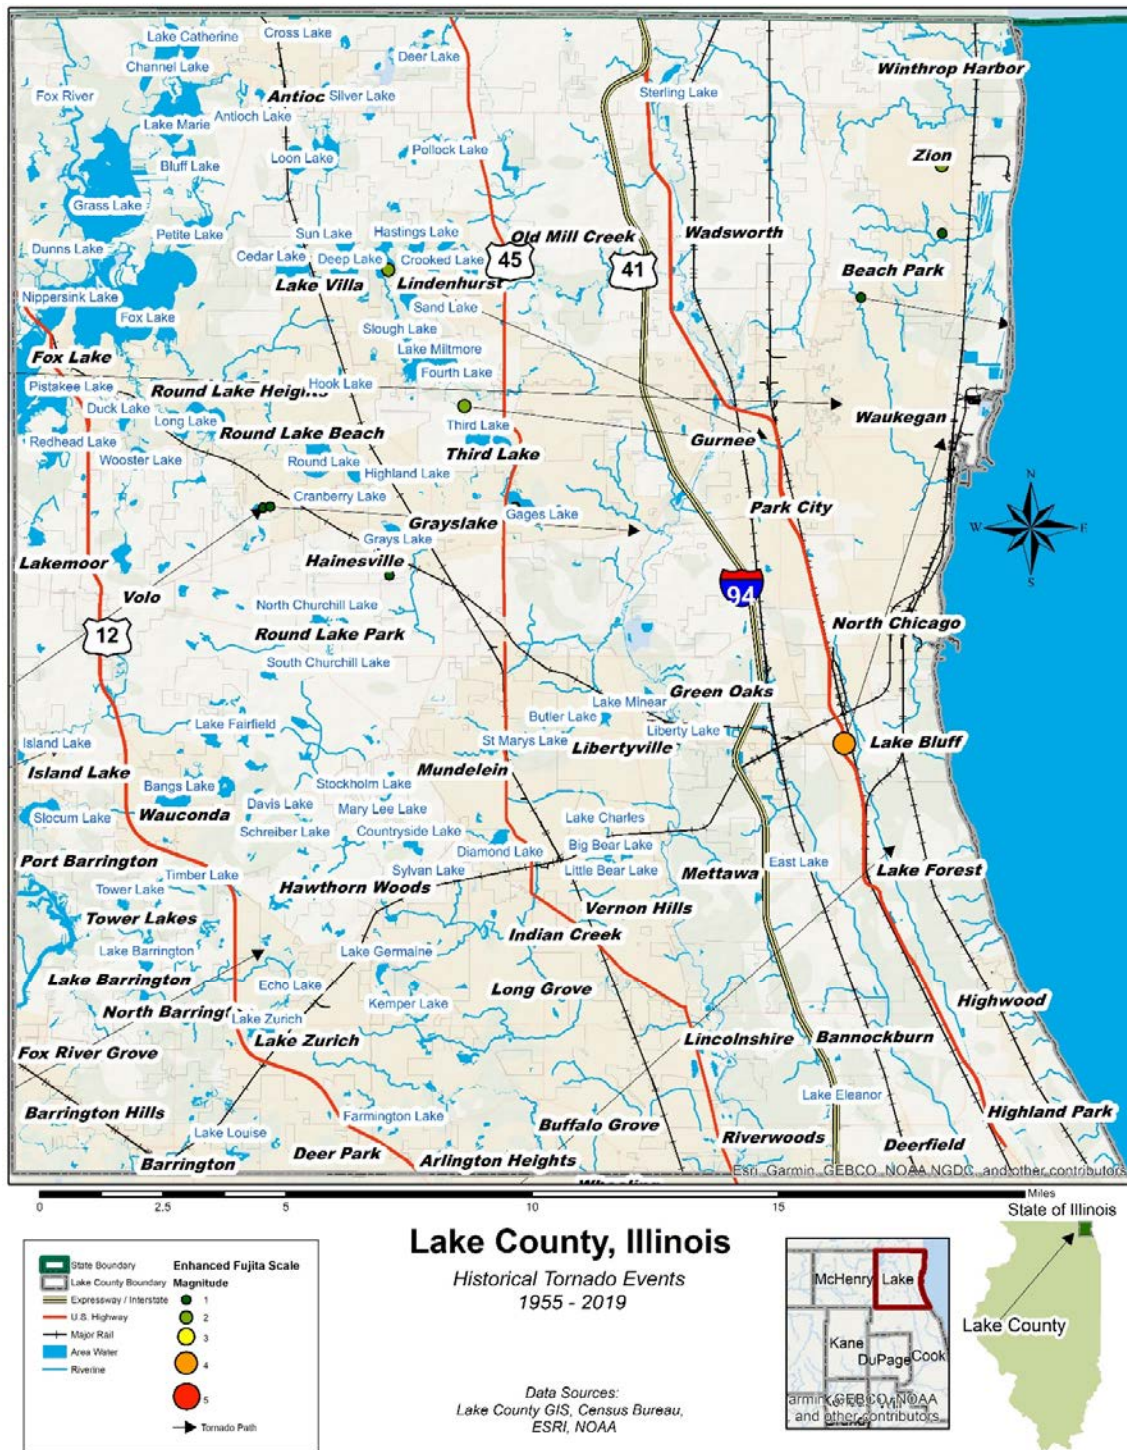 Lake Catherine
Cross Lake
Deer Lake
Channel Lake
Winthrop Harbor
Fox River
Antioc
Silver Lake
Sterling Lake
Antioch Lake
Lake Marie
Bluff Lake
Loon Lake
Pollock Lake
Zion
Grass Lake
Petite Lake
Sun Lake
Hastings Lake
Old Mill Creek
Wadsworth
Dunns Lake
Cedar Lake
Deep Lake
Crooked Lake
45
41
Beach Park
Lake Villa
Lindenhurst
Nippersink Lake
Sand Lake
Fox Lake
Slough Lake
Lake Miltmore
Fox Lake
Fourth Lake
Pistakee Lake
Round Lake Heights
Hook Lake
Duck Lake
Long Lake
Waukegan
Redhead Lake
Round Lake Beach
Third Lake
Gurnee
Wooster Lake
Round Lake
Third Lake
Highland Lake
N
Cranberry Lake
Park City
Grayslake
Gages Lake
W
E
Grays Lake
Lakemoor
Hainesville
S
Volo
94
North Churchill Lake
12
Round Lake Park
North Chicago
South Churchill Lake
Green Oaks
Lake Minear
Lake Fairfield
Butler Lake
Liberty Lake
Island Lake
St Marys Lake
Libertyville
Lake Bluff
Island Lake
Mundelein
Bangs Lake
Stockholm Lake
Slocum Lake
Wauconda
Davis Lake
Mary Lee Lake
Lake Charles
Schreiber Lake
Countryside Lake
Big Bear Lake
Port Barrington
Diamond Lake
East Lake
Timber Lake
Sylvan Lake
Little Bear Lake
Mettawa
Lake Forest
Tower Lake
Hawthorn Woods
Tower Lakes
Vernon Hills
Indian Creek
Lake Barrington
Lake Germaine
Lake Barrington
Echo Lake
Long Grove
Kemper Lake
Highwood
North Barringt
Lake Zurich
Lake Zurich
Lincolnshire
Bannockburn
Fox River Grove
Lake Eleanor
Barrington Hills
Farmington Lake
Highland Park
Lake Louise
Buffalo Grove
Riverwoods
Deerfield
Barrington
Deer Park
Arlington Heights
Wheeling
Esri, Garmin, GEBCO, NOAA NGDC, and other contributors
0
2.5
5
10
15
Miles
State of Illinois
Lake County, Illinois
Historical Tornado Events
1955 - 2019
Data Sources:
Lake County GIS, Census Bureau,
ESRI, NOAA
State Boundary
Lake County Boundary
Expressway / Interstate
U.S. Highway
Major Rail
Area Water
Riverine
Enhanced Fujita Scale
Magnitude
1
2
3
4
5
Tornado Path
McHenry
Lake
Kane
DuPage
Cook
armin, GEBCO, NOAA
and other contributors
Lake County